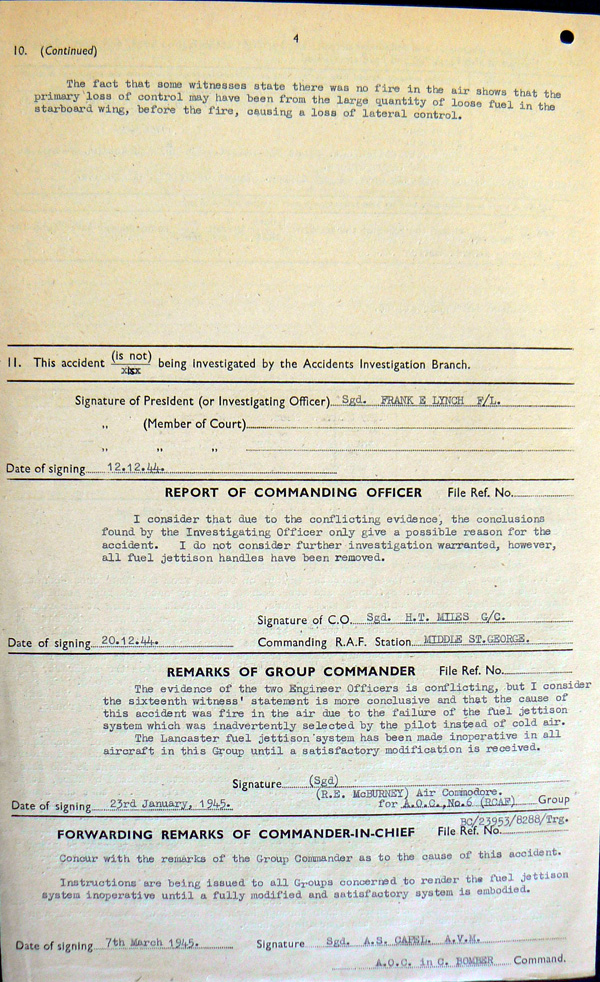 4
10. (Continued)
The fact that some witnesses state there was no fire in the air shows that the
primary loss of control may have been from the large quantity of loose fuel in the
starboard wing, before the fire, causing a loss of lateral control.
11. This accident (is not) being investigated by the Accidents Investigation Branch.
Signature of President (or Investigating Officer) Sgd. FRANK E LYNCH F/L.
,, (Member of Court)
,, ,, ,,
Date of signing 12.12.44.
REPORT OF COMMANDING OFFICER File Ref. No.
I consider that due to the conflicting evidence, the conclusions
found by the Investigating Officer only give a possible reason for the
accident. I do not consider further investigation warranted, however,
all fuel jettison handles have been removed.
Signature of C.O. Sgd. H.T. MILES G/C.
Date of signing 20.12.44. Commanding R.A.F. Station MIDDLE ST.GEORGE.
REMARKS OF GROUP COMMANDER File Ref. No.
The evidence of the two Engineer Officers is conflicting, but I consider
the sixteenth witness' statement is more conclusive and that the cause of
this accident was fire in the air due to the failure of the fuel jettison
system which was inadvertently selected by the pilot instead of cold air.
The Lancaster fuel jettison system has been made inoperative in all
aircraft in this Group until a satisfactory modification is received.
Signature (Sgd)
(R.E. McBURNEY) Air Commodore.
Date of signing 23rd January, 1945. for A.O.C., No.6 (RCAF) Group
BC/23953/8288/Trg.
FORWARDING REMARKS OF COMMANDER-IN-CHIEF File Ref. No.
Concur with the remarks of the Group Commander as to the cause of this accident.
Instructions are being issued to all Groups concerned to render the fuel jettison
system inoperative until a fully modified and satisfactory system is embodied.
Date of signing 7th March 1945. Signature Sgd. A.S. CAPEL. A.V.M.
A.O.C. in C. BOMBER Command.